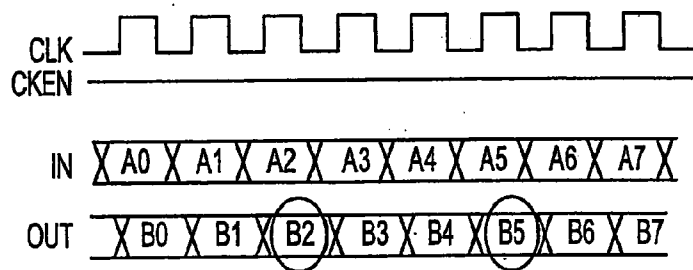 CLK
CKEN
IN A0 A1 A2 A3 A4 A5 A6 A7
OUT B0 B1 B2 B3 B4 B5 B6 B7